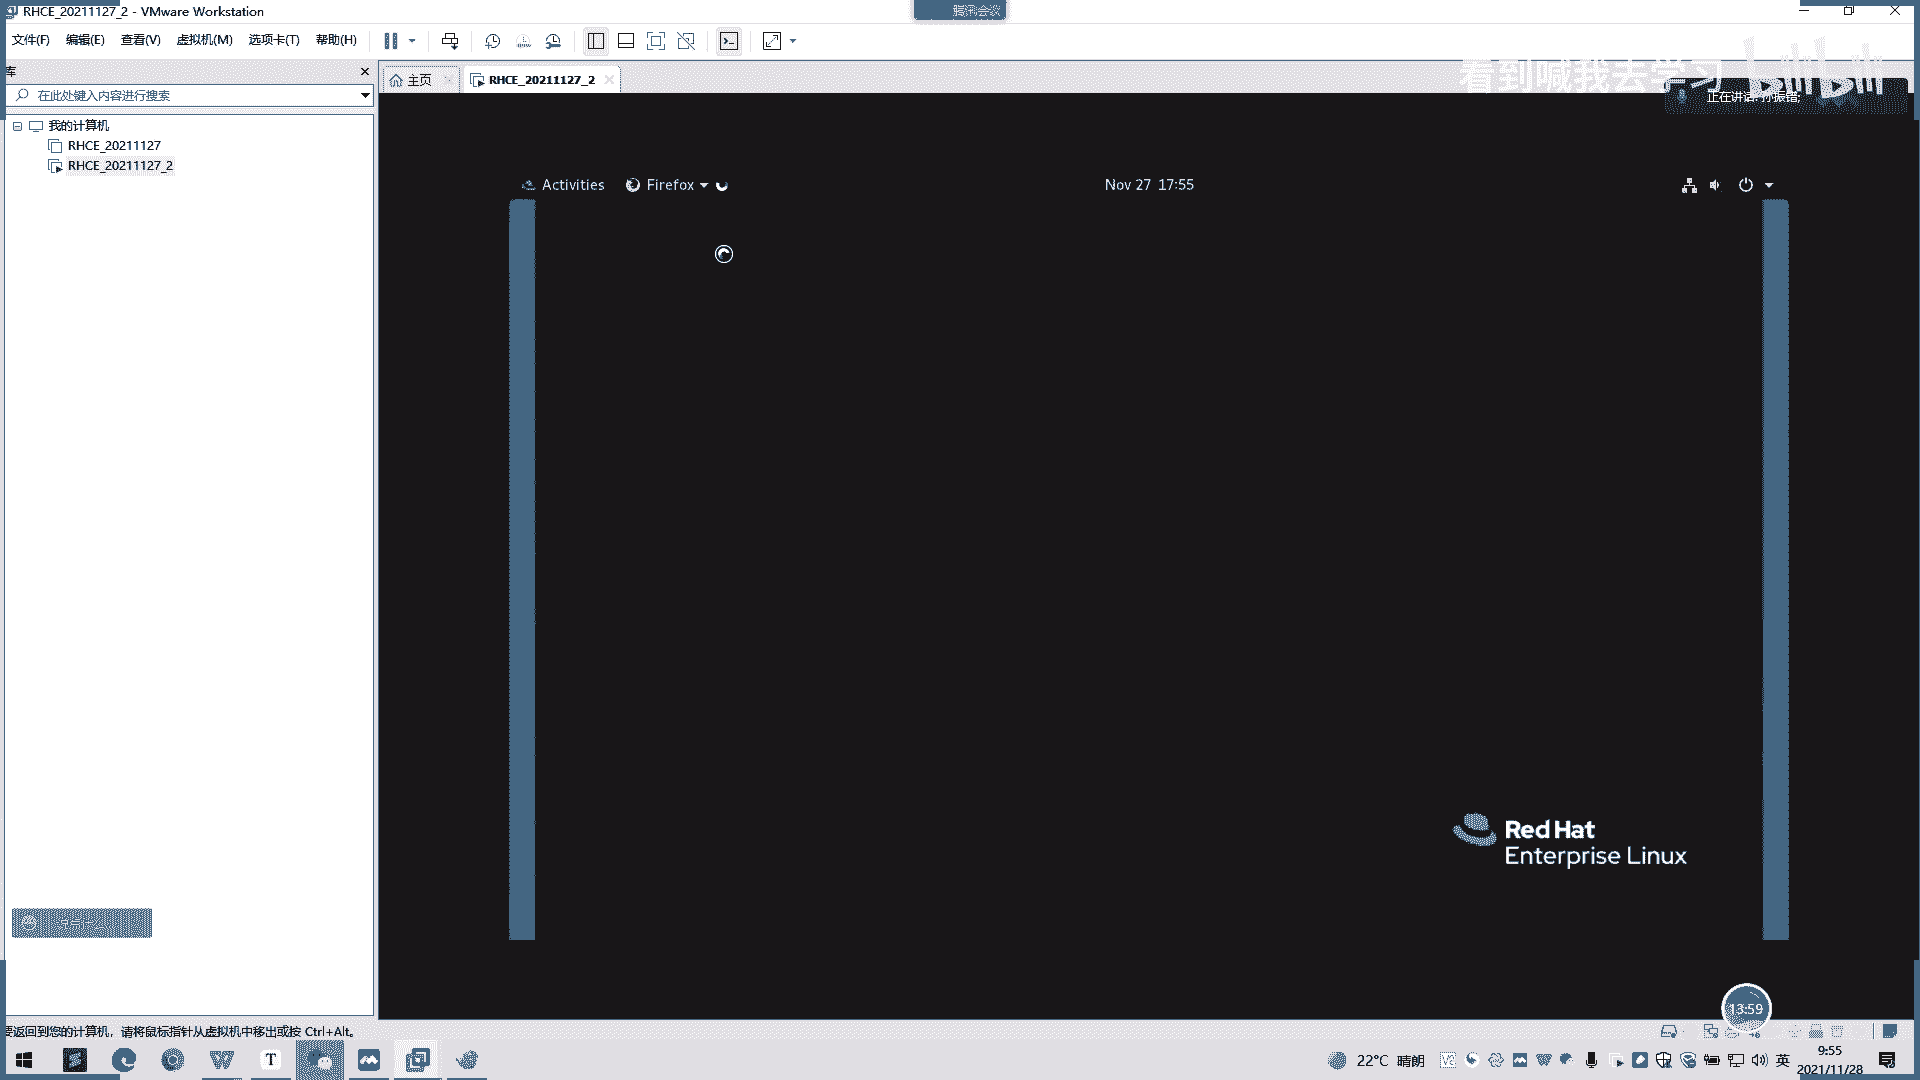 RHCE_20211127_2 - VMware Workstation
腾讯会议
文件(F) 编辑(E) 查看(V) 虚拟机(M) 选项卡(T) 帮助(H)
库
主页
RHCE_20211127_2
看到喊我去学习
bilibili
正在讲话:
在此处键入内容进行搜索
我的计算机
RHCE_20211127
RHCE_20211127_2
Activities
Firefox
Nov 27 17:55
Red Hat
Enterprise Linux
13:59
要返回到您的计算机，请将鼠标指针从虚拟机中移出或按 Ctrl+Alt。
22°C 晴朗
英
9:55
2021/11/28